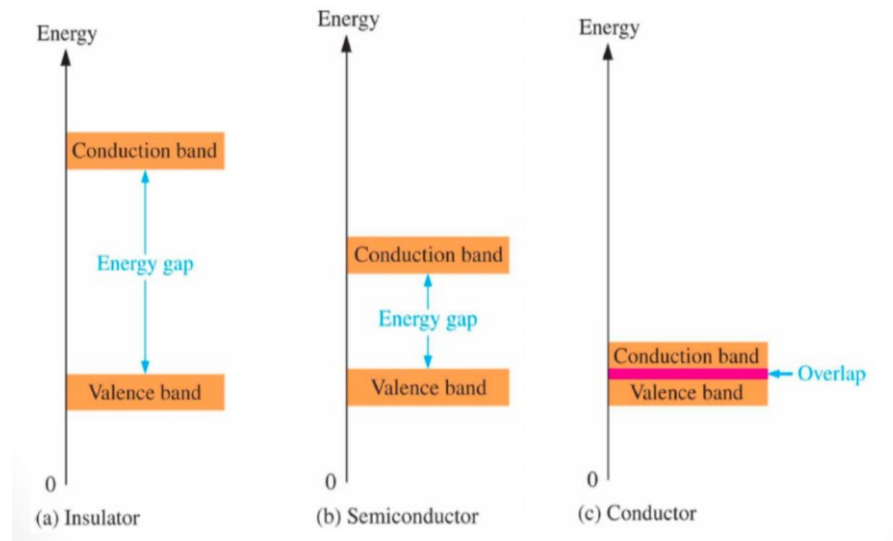 Energy
Conduction band
Energy gap
Valence band
0
(a) Insulator
Energy
Conduction band
Energy gap
Valence band
0
(b) Semiconductor
Energy
Conduction band
Overlap
Valence band
0
(c) Conductor